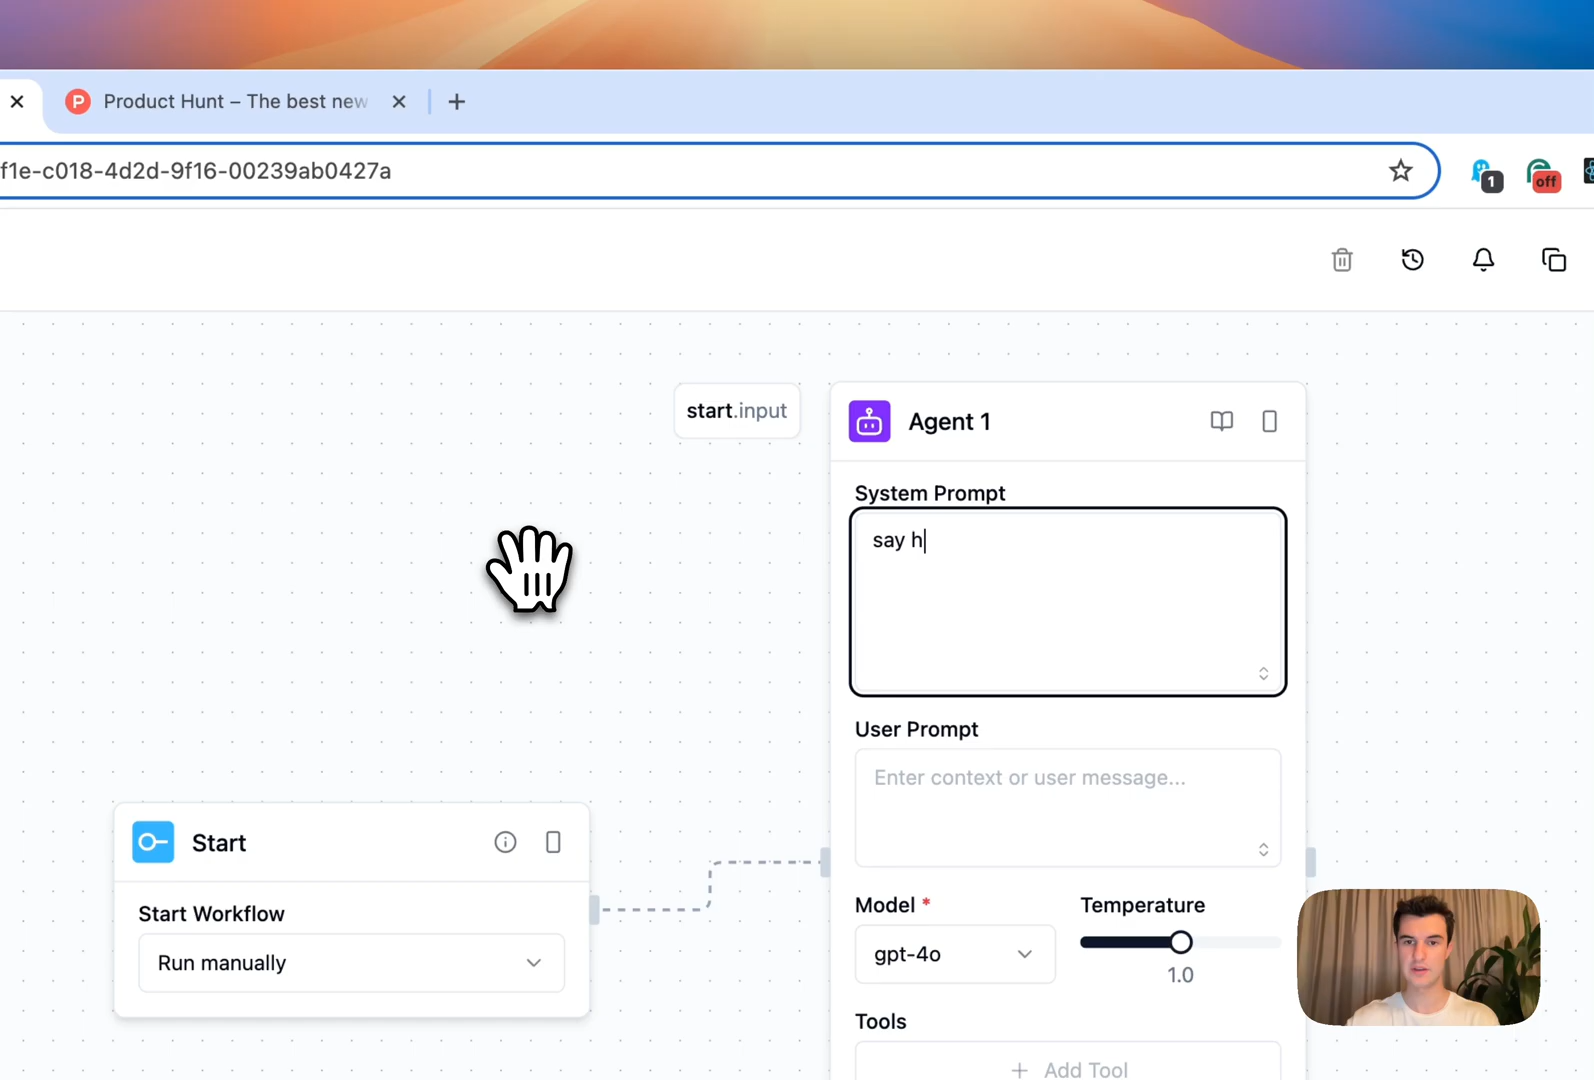 Product Hunt – The best new
f1e-c018-4d2d-9f16-00239ab0427a
1
off
start.input
Agent 1
System Prompt
say h
User Prompt
Enter context or user message...
Start
Start Workflow
Run manually
Model *
Temperature
gpt-4o
1.0
Tools
+ Add Tool